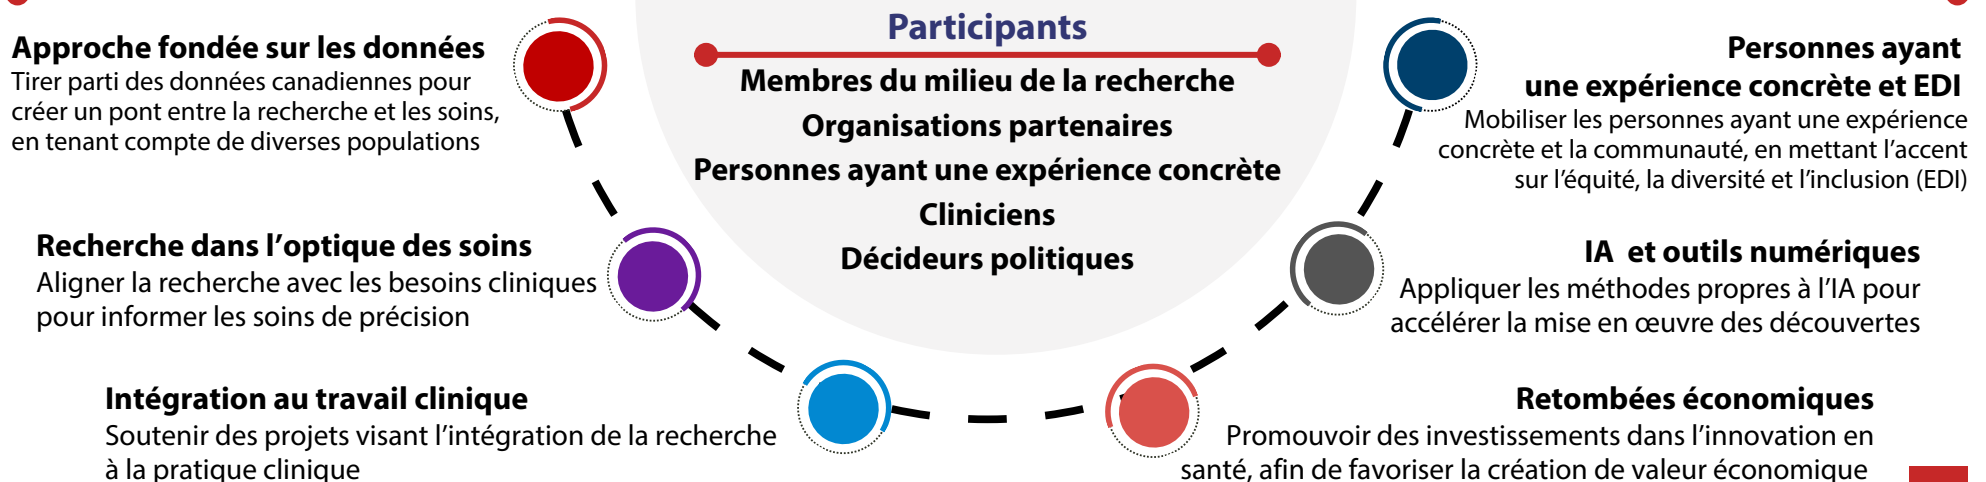 Participants
Membres du milieu de la recherche
Organisations partenaires
Personnes ayant une expérience concrète
Cliniciens
Décideurs politiques
Approche fondée sur les données
Tirer parti des données canadiennes pour
créer un pont entre la recherche et les soins,
en tenant compte de diverses populations
Recherche dans l’optique des soins
Aligner la recherche avec les besoins cliniques
pour informer les soins de précision
Intégration au travail clinique
Soutenir des projets visant l’intégration de la recherche
à la pratique clinique
Personnes ayant
une expérience concrète et EDI
Mobiliser les personnes ayant une expérience
concrète et la communauté, en mettant l’accent
sur l’équité, la diversité et l’inclusion (EDI)
IA et outils numériques
Appliquer les méthodes propres à l’IA pour
accélérer la mise en œuvre des découvertes
Retombées économiques
Promouvoir des investissements dans l’innovation en
santé, afin de favoriser la création de valeur économique